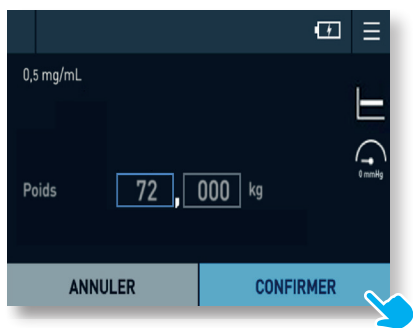 0,5 mg/mL
0 mmHg
Poids 72,000 kg
ANNULER CONFIRMER